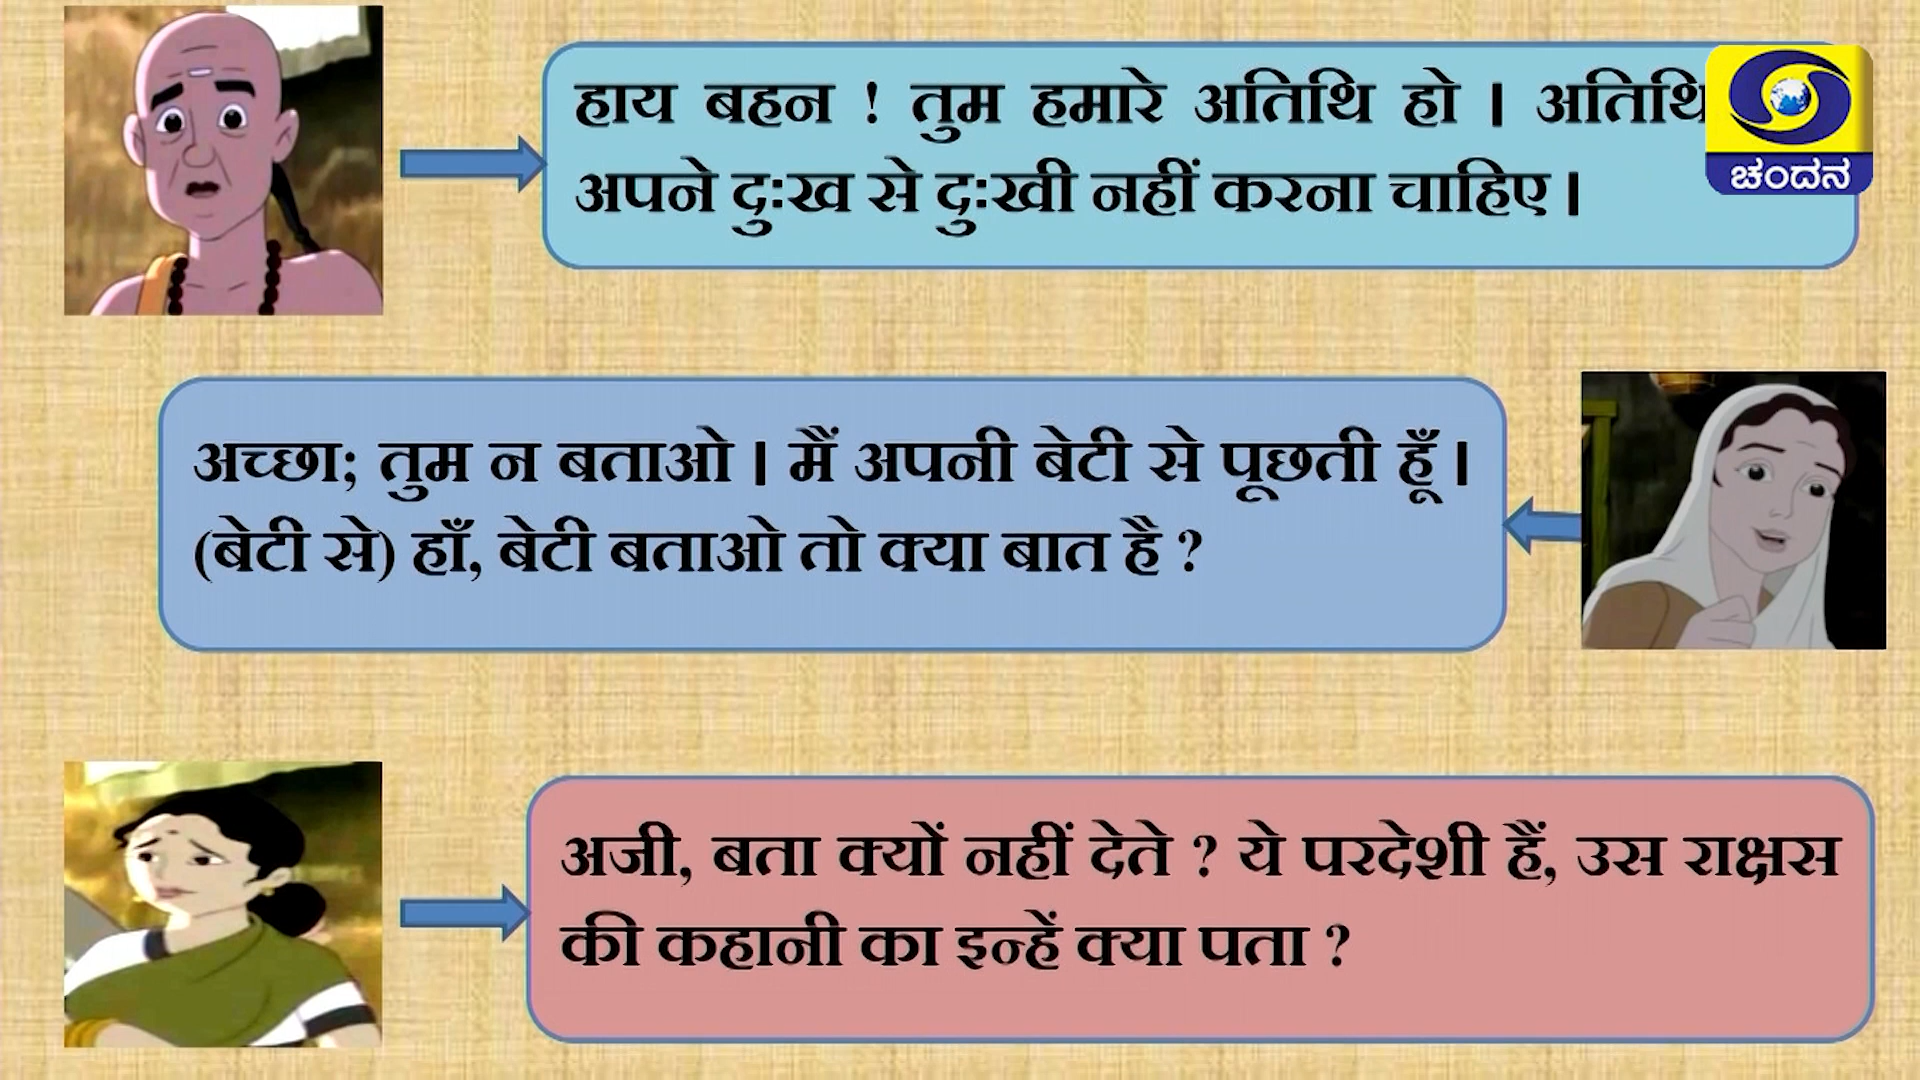 हाय बहन ! तुम हमारे अतिथि हो । अतिथि
अपने दुःख से दुःखी नहीं करना चाहिए ।
ಚಂದನ
अच्छा; तुम न बताओ । मैं अपनी बेटी से पूछती हूँ ।
(बेटी से) हाँ, बेटी बताओ तो क्या बात है ?
अजी, बता क्यों नहीं देते ? ये परदेशी हैं, उस राक्षस
की कहानी का इन्हें क्या पता ?